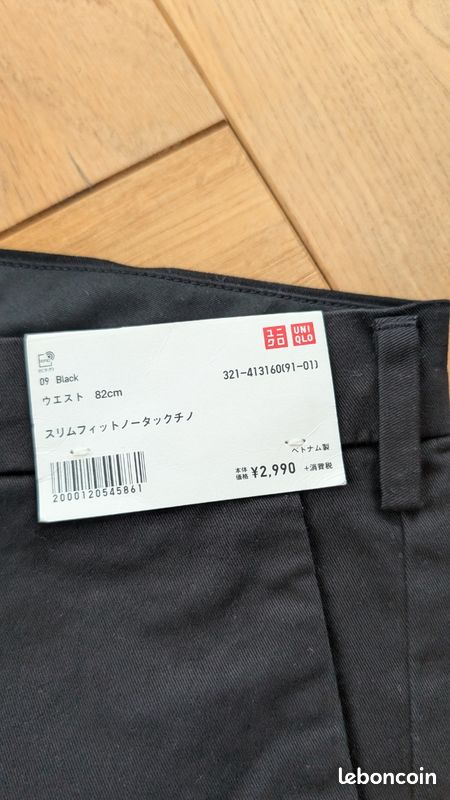 ユニ
クロ
UNI
QLO
RFID
09 Black
321-413160(91-01)
ウエスト 82cm
スリムフィットノータックチノ
ベトナム製
本体
価格 ¥2,990 +消費税
2000120545861
leboncoin